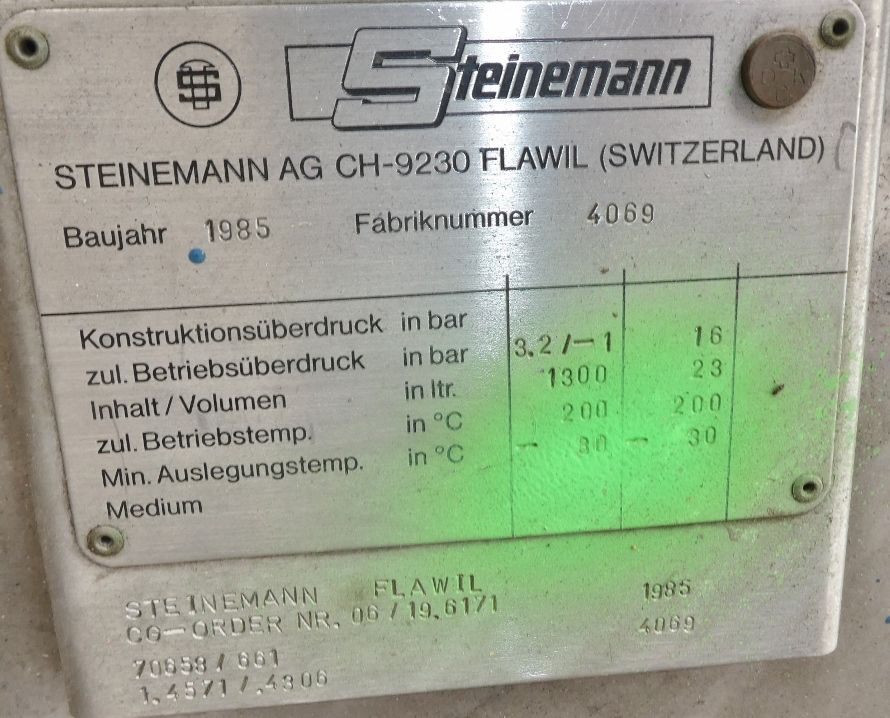 Steinemann
STEINEMANN AG CH-9230 FLAWIL (SWITZERLAND)
Baujahr 1985 Fabriknummer 4069
Konstruktionsüberdruck in bar
zul. Betriebsüberdruck in bar 3.2/-1 16
Inhalt/Volumen in ltr. 1300 23
zul. Betriebstemp. in °C 200 200
Min. Auslegungstemp. in °C - 30 - 30
Medium
STEINEMANN FLAWIL 1985
CO-ORDER NR. 06/19.6171 4069
70658/661
1.4571/.4306